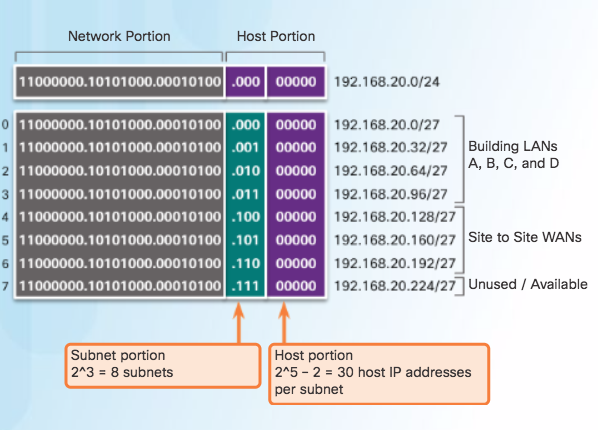 Network Portion Host Portion
11000000.10101000.00010100 .000 00000 192.168.20.0/24
0 11000000.10101000.00010100 .000 00000 192.168.20.0/27
1 11000000.10101000.00010100 .001 00000 192.168.20.32/27
2 11000000.10101000.00010100 .010 00000 192.168.20.64/27
3 11000000.10101000.00010100 .011 00000 192.168.20.96/27
Building LANs
A, B, C, and D
4 11000000.10101000.00010100 .100 00000 192.168.20.128/27
5 11000000.10101000.00010100 .101 00000 192.168.20.160/27
6 11000000.10101000.00010100 .110 00000 192.168.20.192/27
Site to Site WANs
7 11000000.10101000.00010100 .111 00000 192.168.20.224/27 Unused / Available
Subnet portion
2^3 = 8 subnets
Host portion
2^5 – 2 = 30 host IP addresses
per subnet